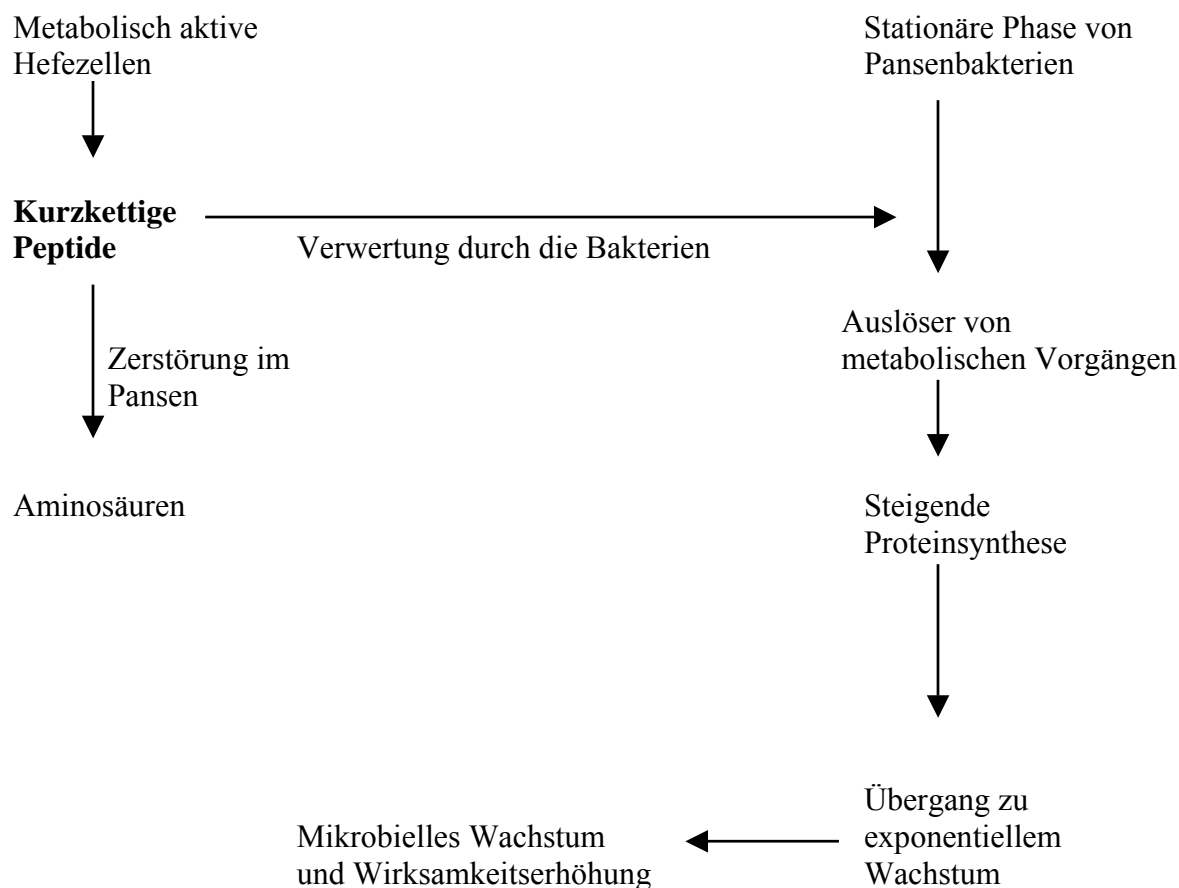 Metabolisch aktive
Hefezellen
Stationäre Phase von
Pansenbakterien
Kurzkettige
Peptide
Verwertung durch die Bakterien
Auslöser von
metabolischen Vorgängen
Zerstörung im
Pansen
Aminosäuren
Steigende
Proteinsynthese
Übergang zu
exponentiellem
Wachstum
Mikrobielles Wachstum
und Wirksamkeitserhöhung